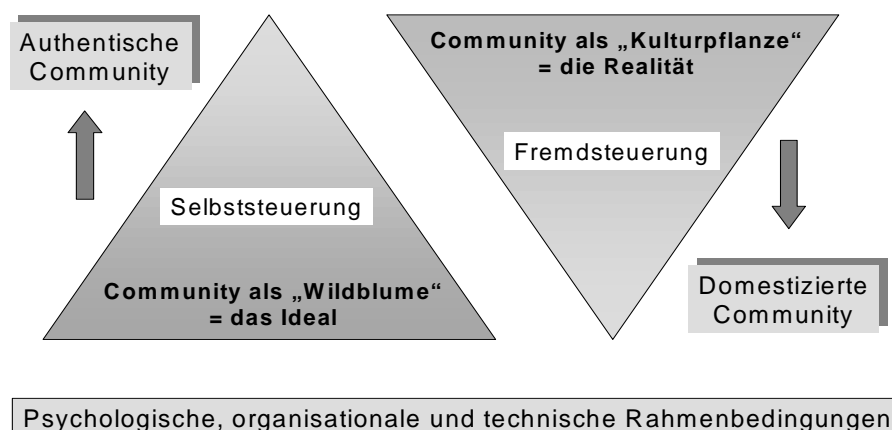 Authentische
Community
Community als „Kulturpflanze“
= die Realität
Fremdsteuerung
Selbststeuerung
Community als „Wildblume“
= das Ideal
Domestizierte
Community
Psychologische, organisationale und technische Rahmenbedingungen